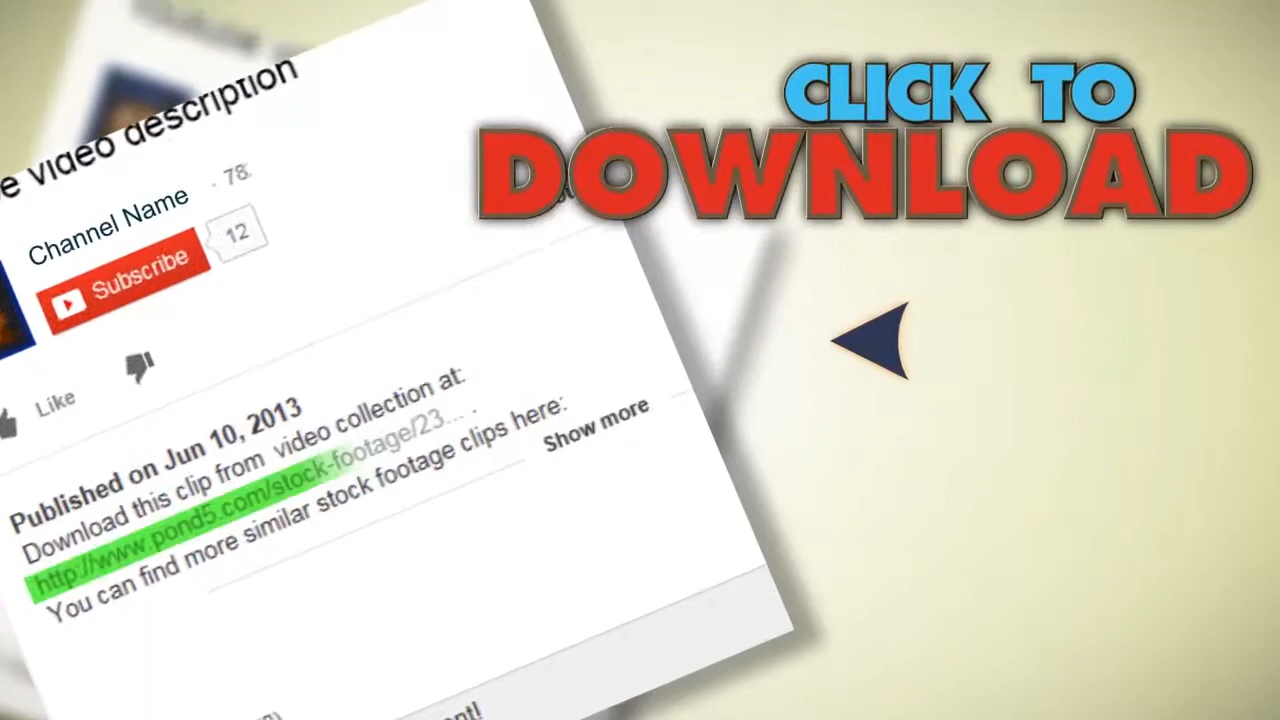 CLICK TO
DOWNLOAD
e video description
Channel Name
78
Subscribe
12
Like
Published on Jun 10, 2013
Download this clip from video collection at:
http://www.pond5.com/stock-footage/23...
You can find more similar stock footage clips here:
Show more